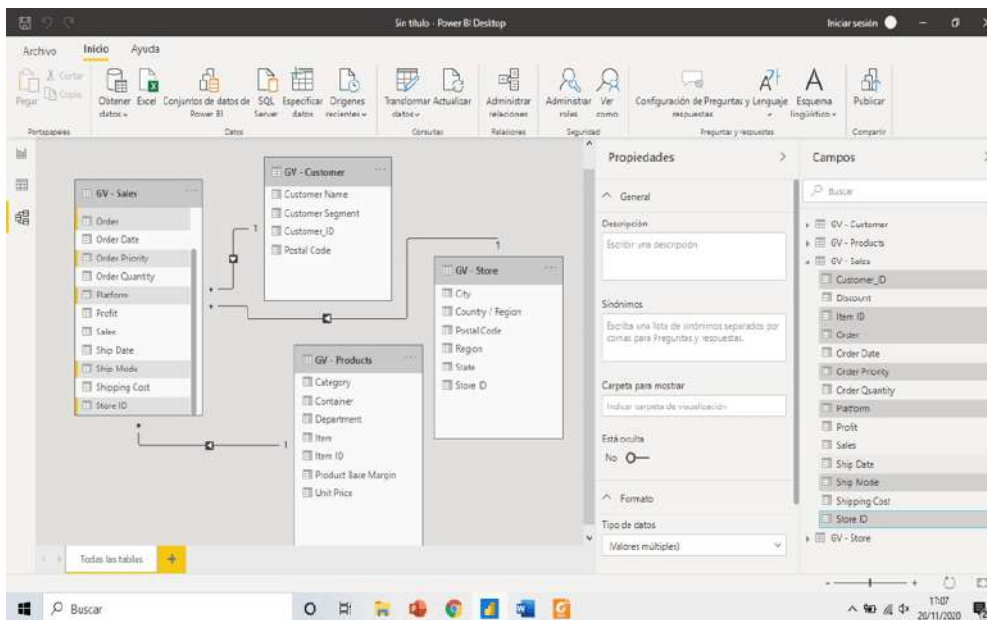 Sin título - Power BI Desktop
Iniciar sesión
Archivo
Inicio
Ayuda
Pegar
Cortar
Copiar
Obtener datos
Excel
Conjuntos de datos de Power BI
SQL Server
Especificar datos
Orígenes recientes
Transformar datos
Actualizar
Administrar relaciones
Administrar roles
Ver como
Configuración de Preguntas y respuestas
Lenguaje
Esquema lingüístico
Publicar
Portapapeles
Datos
Consultas
Relaciones
Seguridad
Preguntas y respuestas
Compartir
GV - Sales
Order
Order Date
Order Priority
Order Quantity
Platform
Profit
Sales
Ship Date
Ship Mode
Shipping Cost
Store ID
GV - Customer
Customer Name
Customer Segment
Customer_ID
Postal Code
1
*
*
1
GV - Store
City
Country / Region
Postal Code
Region
State
Store ID
GV - Products
Category
Container
Department
Item
Item ID
Product Base Margin
Unit Price
*
1
Propiedades
General
Descripción
Escribir una descripción
Sinónimos
Escriba una lista de sinónimos separados por
comas para Preguntas y respuestas.
Carpeta para mostrar
Indicar carpeta de visualización
Está oculta
No
Formato
Tipo de datos
(Valores múltiples)
Campos
Buscar
GV - Customer
GV - Products
GV - Sales
Customer_ID
Discount
Item ID
Order
Order Date
Order Priority
Order Quantity
Platform
Profit
Sales
Ship Date
Ship Mode
Shipping Cost
Store ID
GV - Store
Todas las tablas
+
- +
Buscar
17:07
20/11/2020